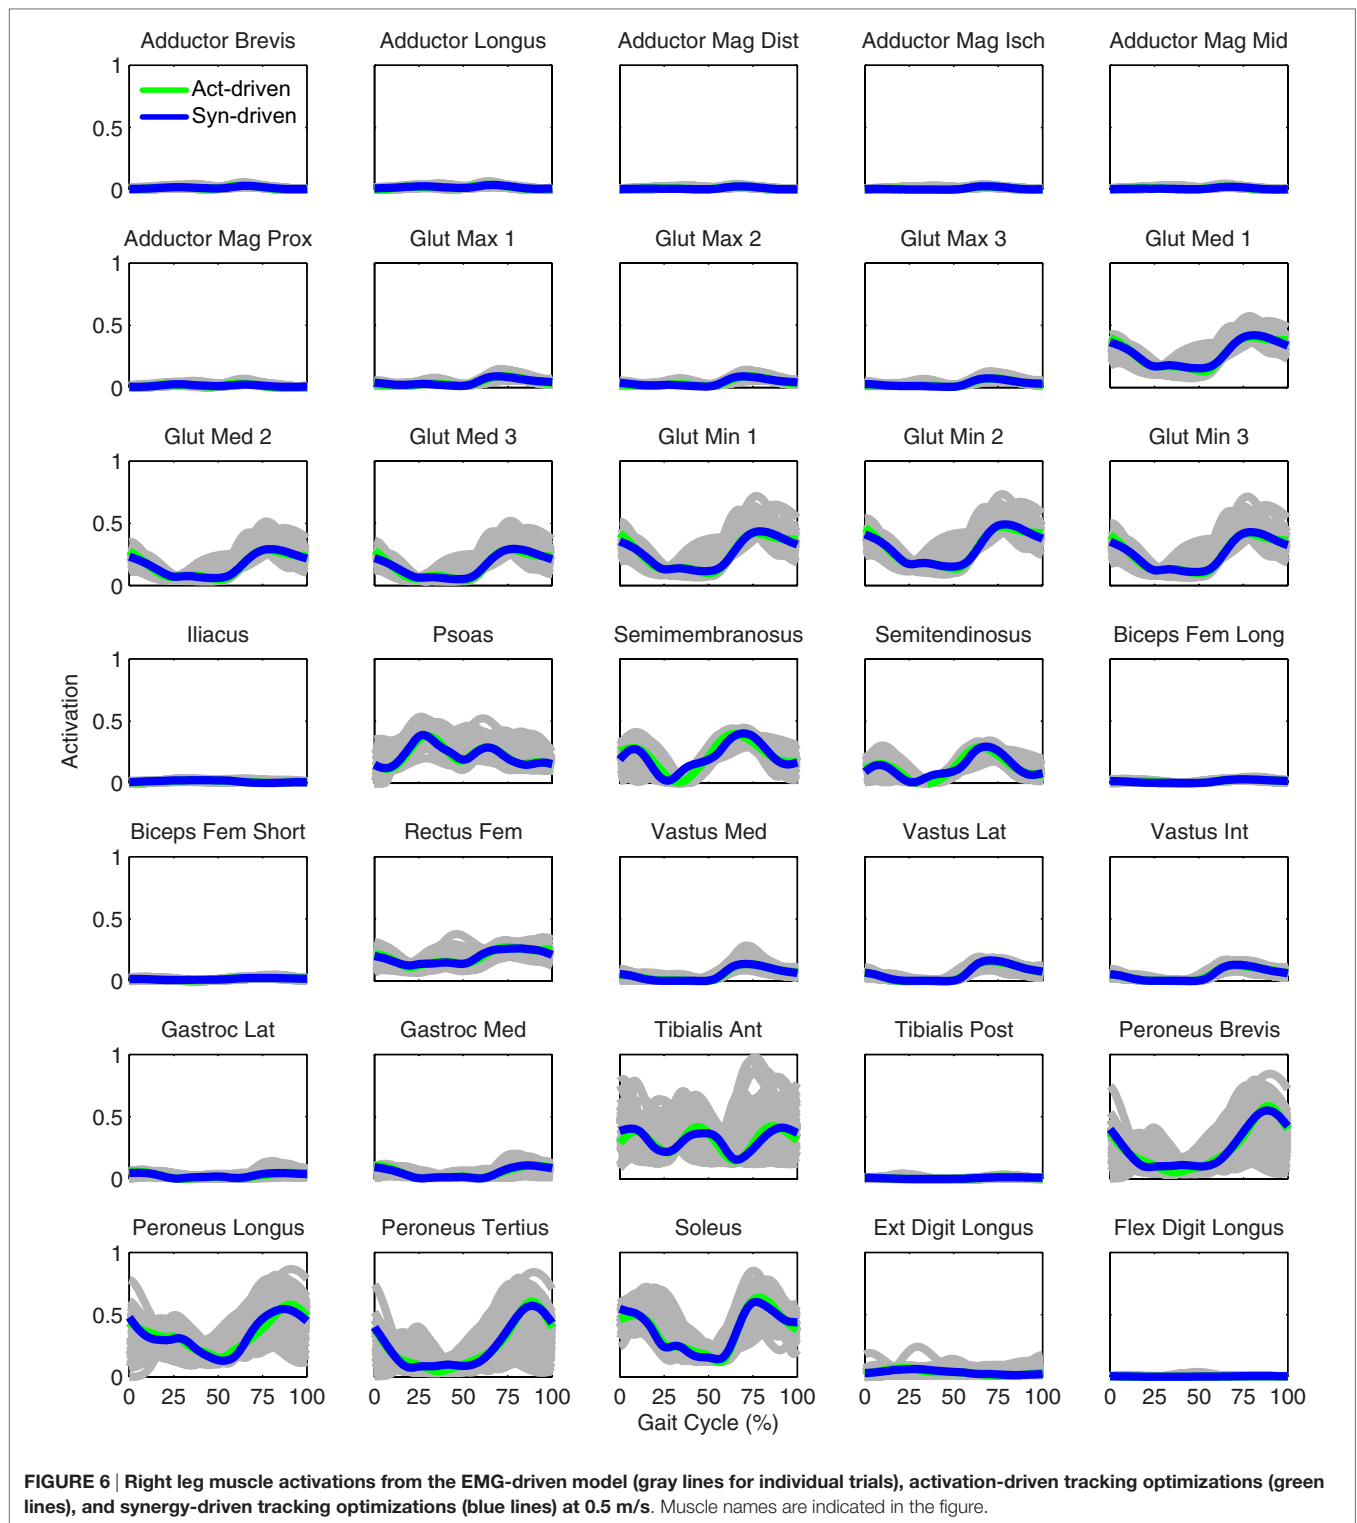 Adductor Brevis
Adductor Longus
Adductor Mag Dist
Adductor Mag Isch
Adductor Mag Mid
1
0.5
0
Act-driven
Syn-driven
Adductor Mag Prox
Glut Max 1
Glut Max 2
Glut Max 3
Glut Med 1
1
0.5
0
Glut Med 2
Glut Med 3
Glut Min 1
Glut Min 2
Glut Min 3
1
0.5
0
Iliacus
Psoas
Semimembranosus
Semitendinosus
Biceps Fem Long
1
0.5
0
Activation
Biceps Fem Short
Rectus Fem
Vastus Med
Vastus Lat
Vastus Int
1
0.5
0
Gastroc Lat
Gastroc Med
Tibialis Ant
Tibialis Post
Peroneus Brevis
1
0.5
0
Peroneus Longus
Peroneus Tertius
Soleus
Ext Digit Longus
Flex Digit Longus
1
0.5
0
0 25 50 75 100
0 25 50 75 100
0 25 50 75 100
0 25 50 75 100
0 25 50 75 100
Gait Cycle (%)
FIGURE 6 | Right leg muscle activations from the EMG-driven model (gray lines for individual trials), activation-driven tracking optimizations (green
lines), and synergy-driven tracking optimizations (blue lines) at 0.5 m/s. Muscle names are indicated in the figure.